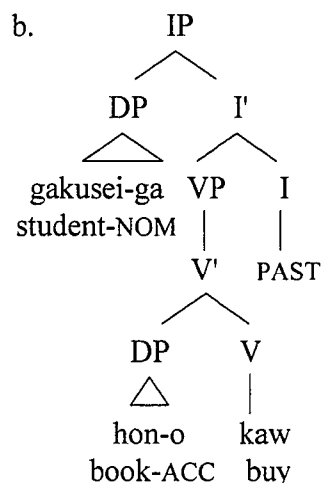 b. IP
DP I'
gakusei-ga VP I
student-NOM
V' PAST
DP V
hon-o kaw
book-ACC buy